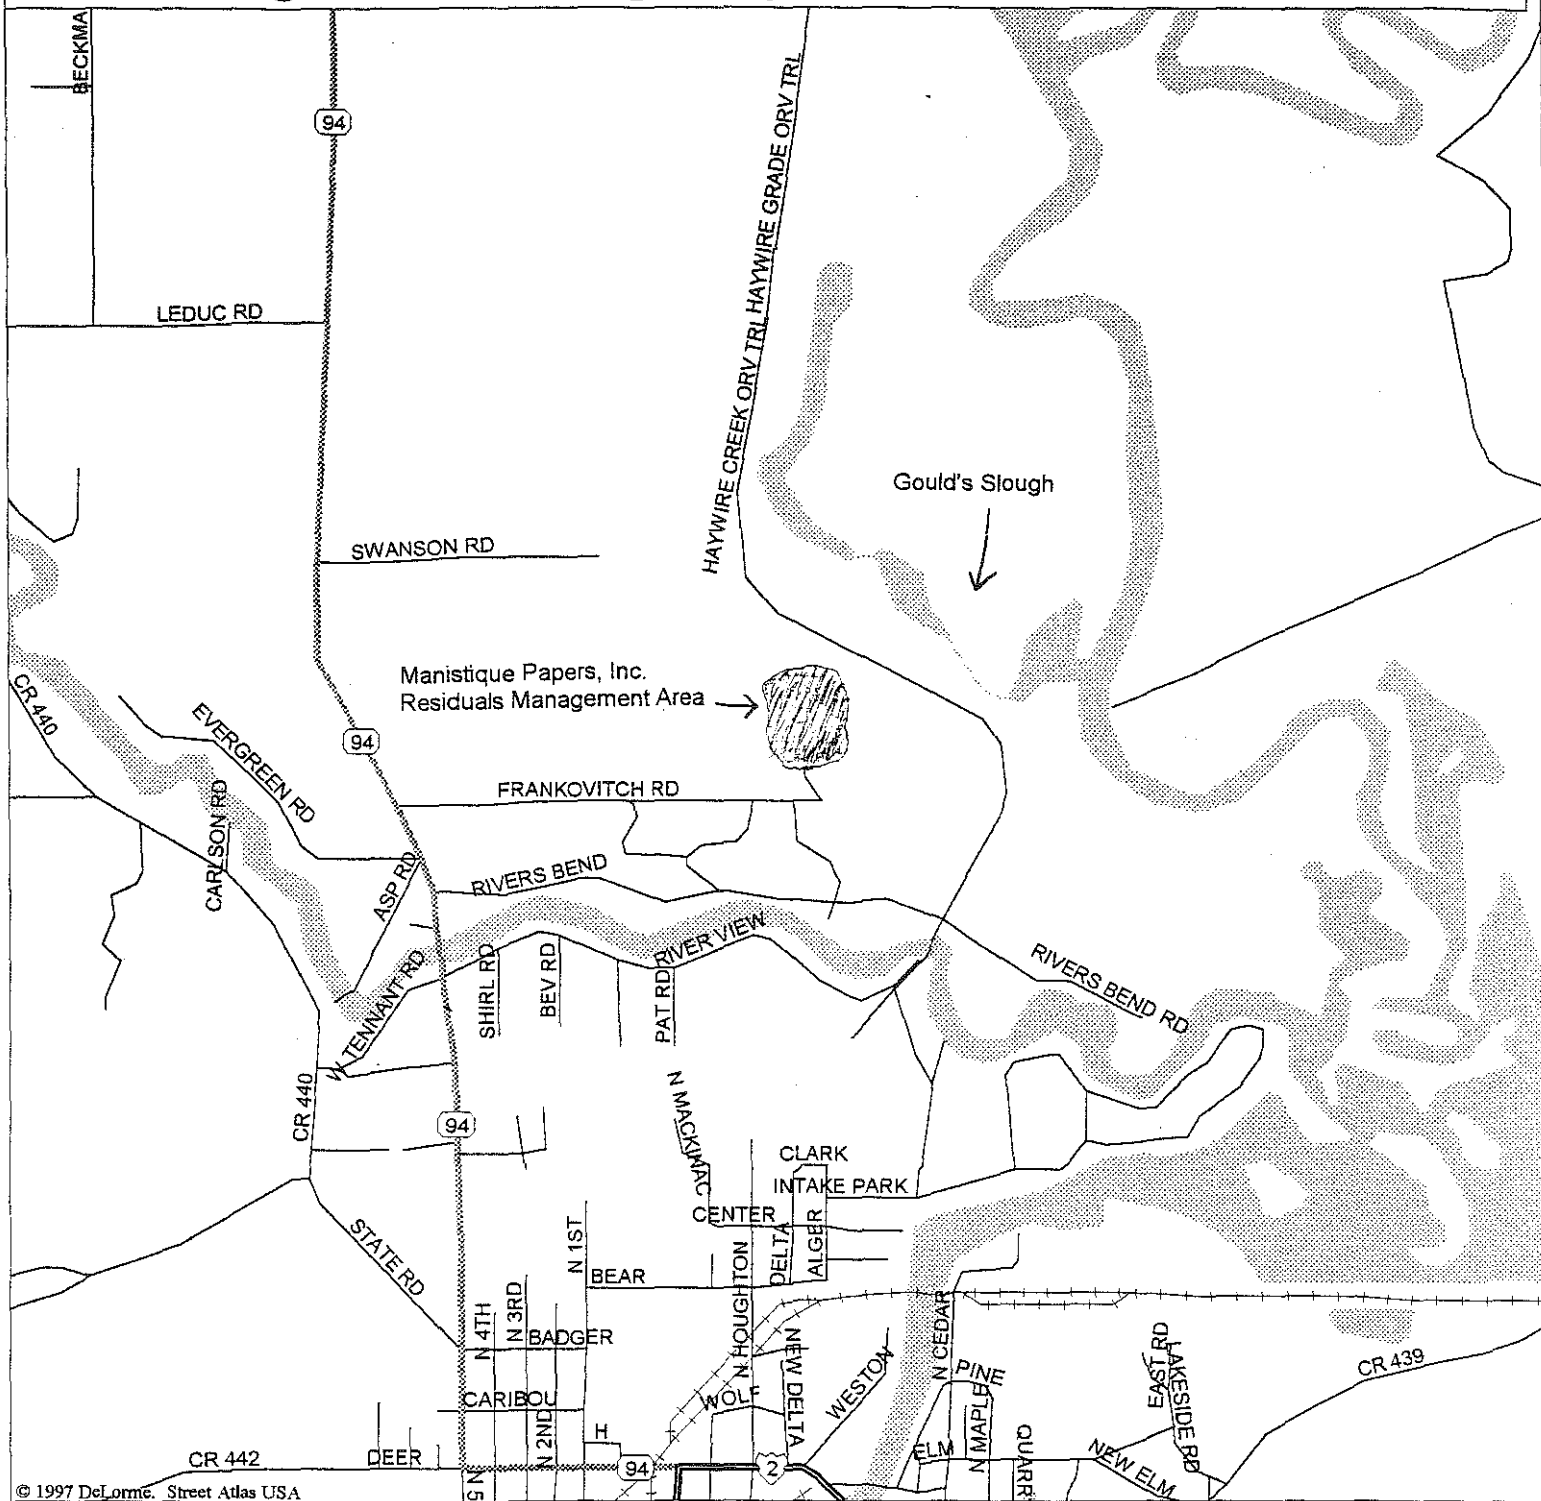 BECKMA
94
HAYWIRE CREEK ORV TRL HAYWIRE GRADE ORV TRL
LEDUC RD
Gould's Slough
SWANSON RD
Manistique Papers, Inc.
Residuals Management Area
CR 440
EVERGREEN RD
94
FRANKOVITCH RD
CARLSON RD
ASP RD
RIVERS BEND
RIVER VIEW
RIVERS BEND RD
W TENNANT RD
SHIRL RD
BEV RD
PAT RD
CR 440
94
N MACKINAC
CLARK
INTAKE PARK
CENTER
DELTA
ALGER
STATE RD
N 1ST
BEAR
N HOUGHTON
N 4TH
N 3RD
BADGER
NEW DELTA
WESTON
N CEDAR
PINE
EAST RD
LAKESIDE RD
CR 439
CARIBOU
N 2ND
WOLF
N MAPLE
H
ELM
QUARR
NEW ELM
CR 442
DEER
94
2
N 5
© 1997 DeLorme. Street Atlas USA